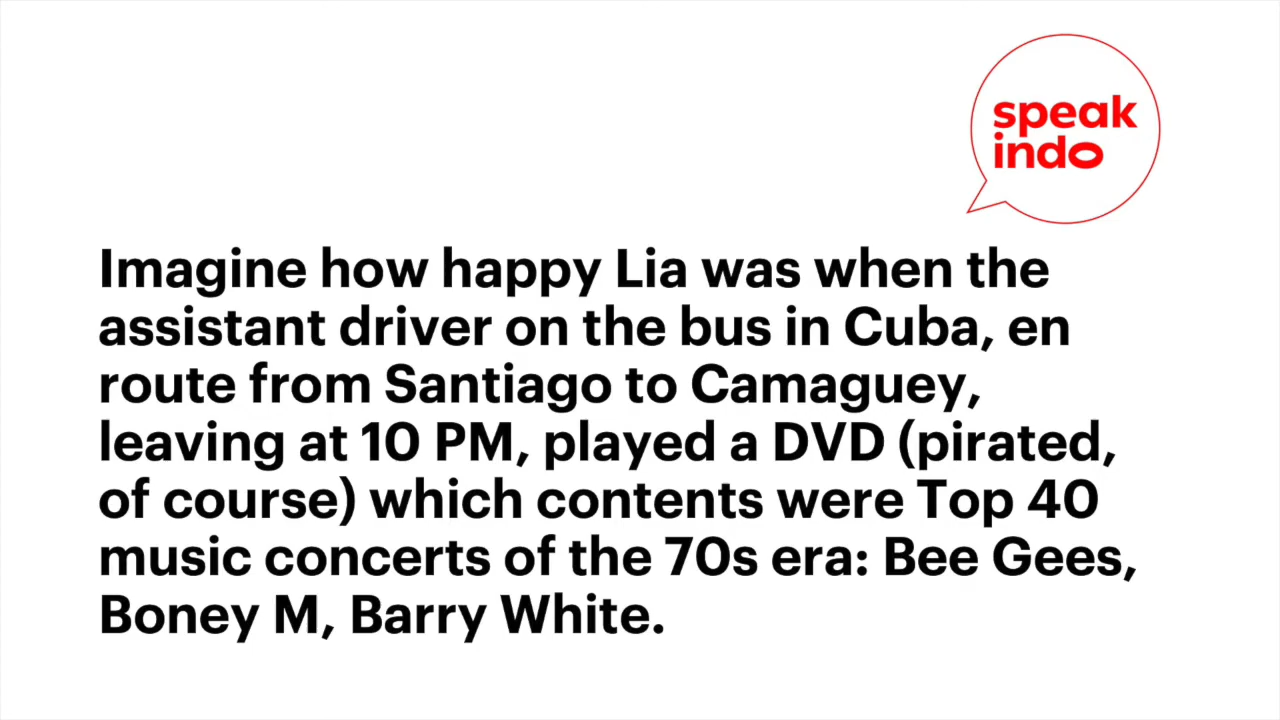 speak
indo
Imagine how happy Lia was when the
assistant driver on the bus in Cuba, en
route from Santiago to Camaguey,
leaving at 10 PM, played a DVD (pirated,
of course) which contents were Top 40
music concerts of the 70s era: Bee Gees,
Boney M, Barry White.